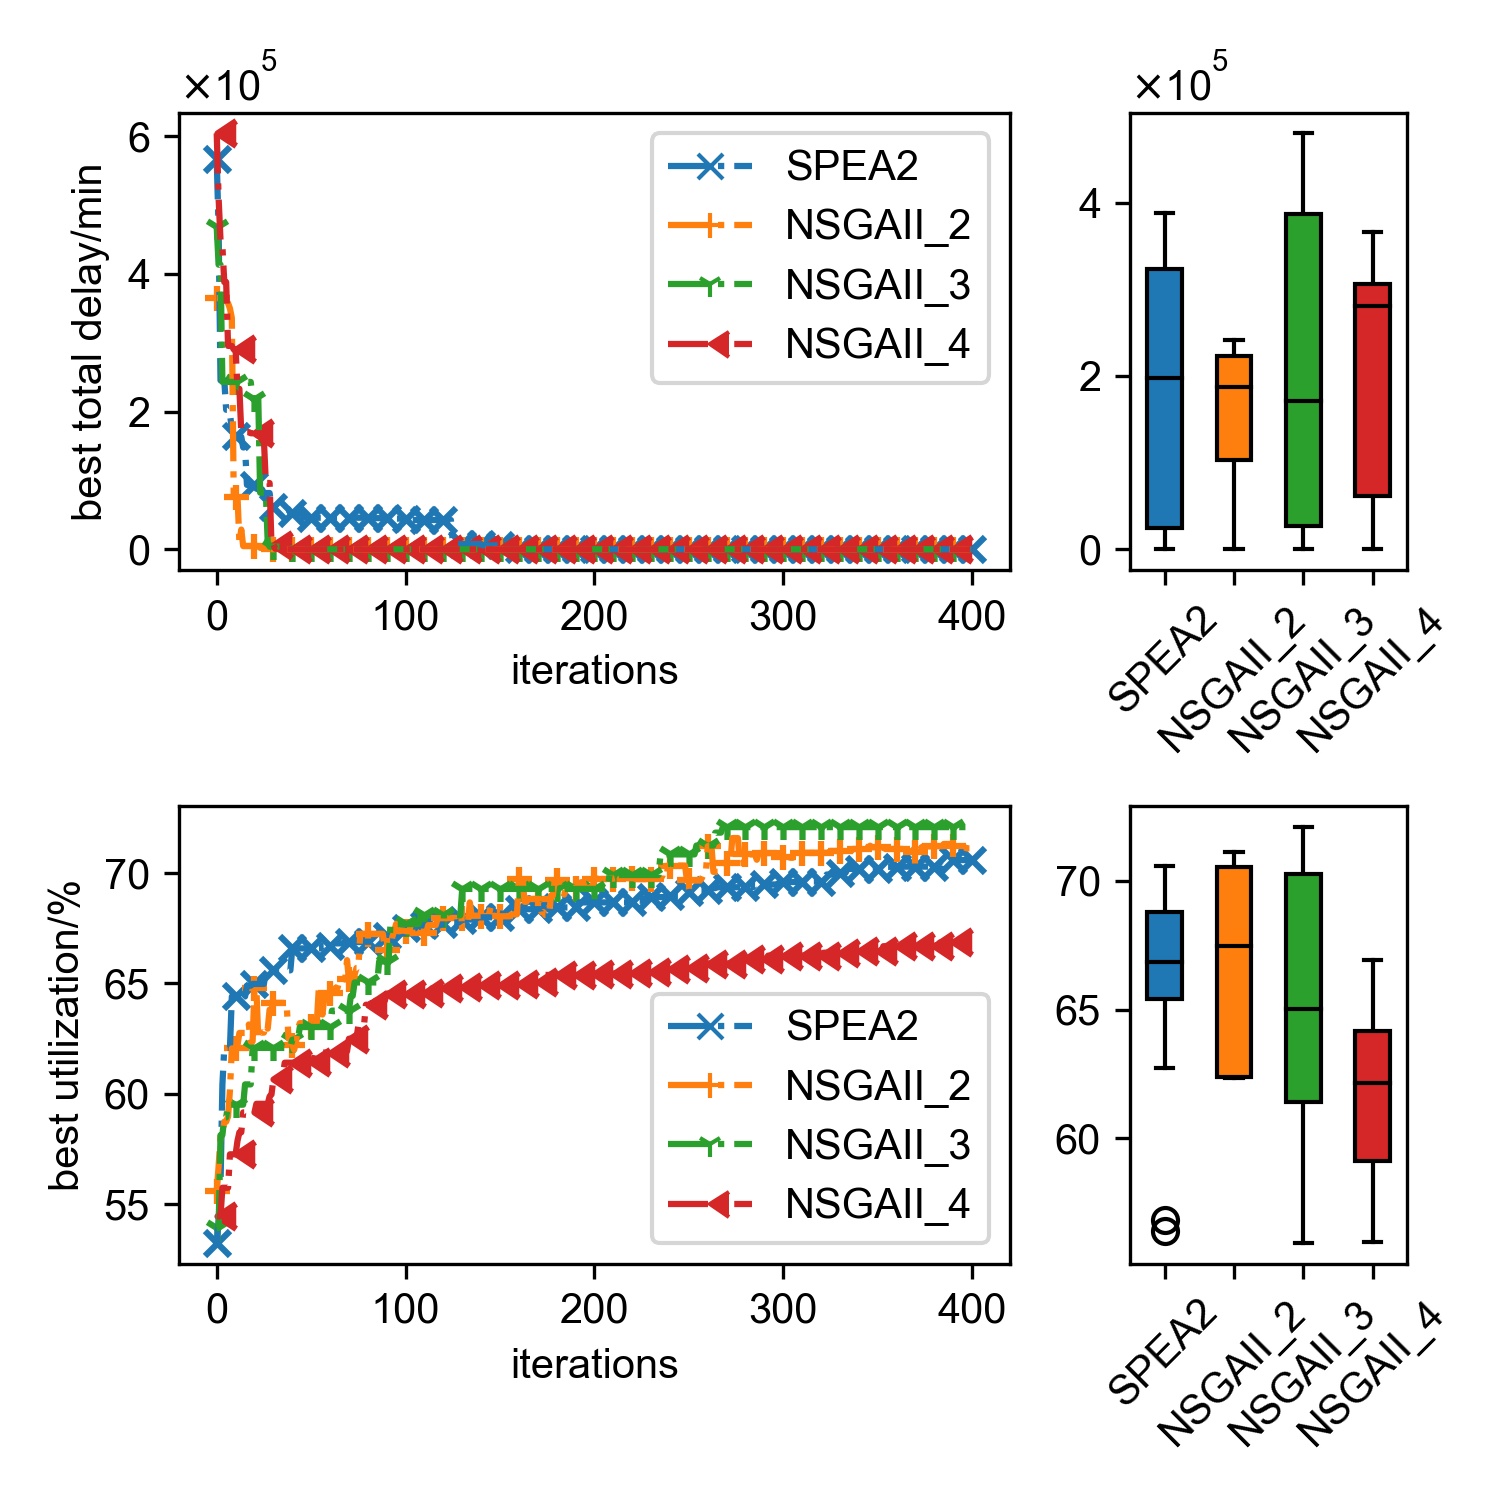 ×10^5
6
4
2
0
best total delay/min
0 100 200 300 400
iterations
SPEA2
NSGAII_2
NSGAII_3
NSGAII_4
×10^5
4
2
0
SPEA2
NSGAII_2
NSGAII_3
NSGAII_4
70
65
60
55
best utilization/%
0 100 200 300 400
iterations
SPEA2
NSGAII_2
NSGAII_3
NSGAII_4
70
65
60
SPEA2
NSGAII_2
NSGAII_3
NSGAII_4